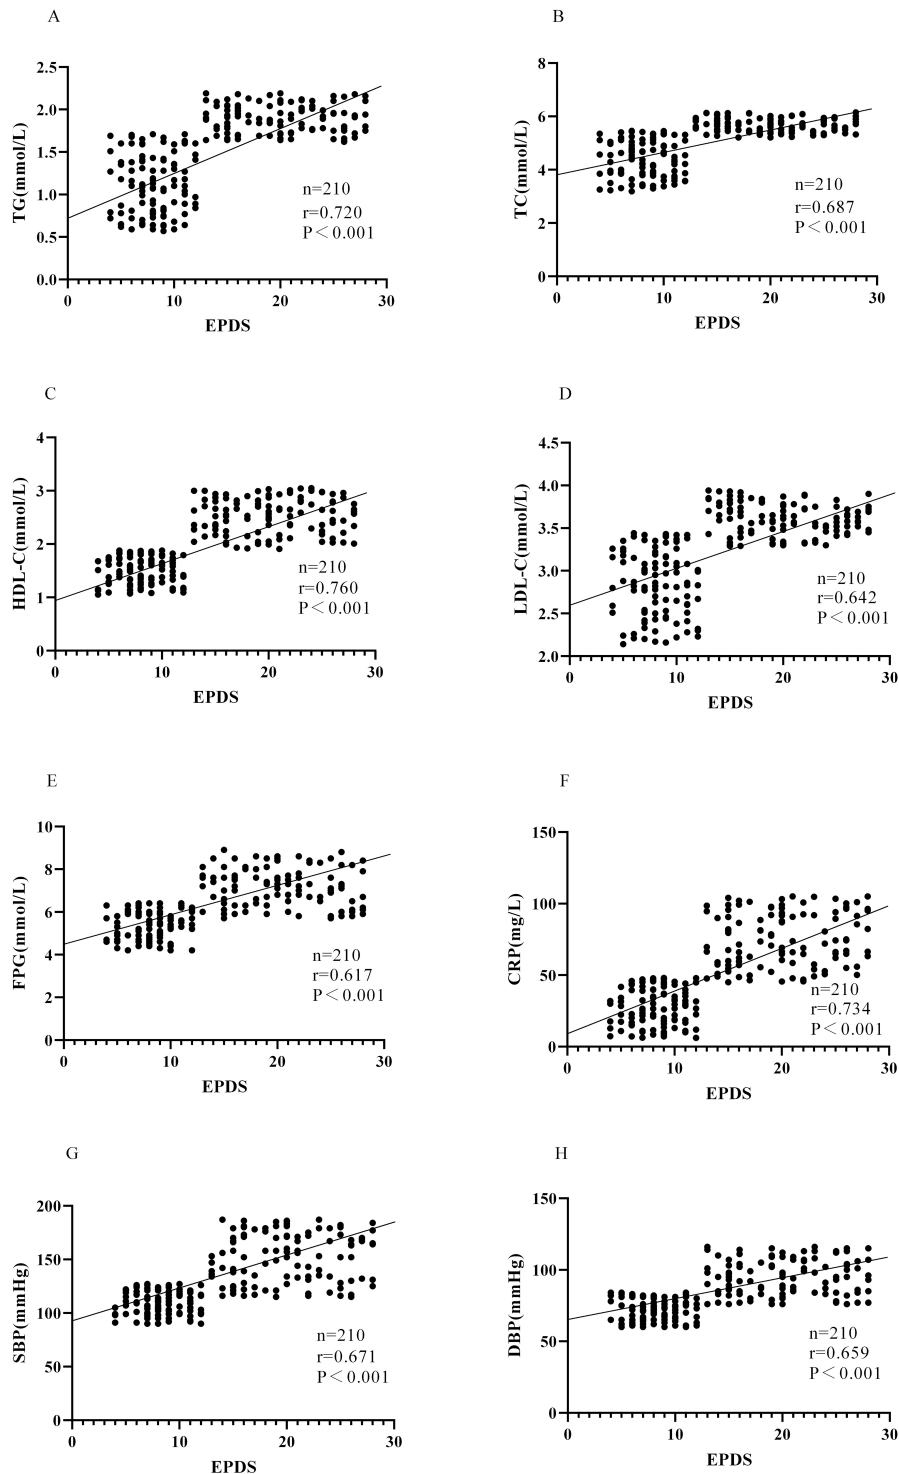 A
B
2.5
2.0
1.5
1.0
0.5
0.0
TG(mmol/L)
n=210
r=0.720
P<0.001
0 10 20 30
EPDS
8
6
4
2
0
TC(mmol/L)
n=210
r=0.687
P<0.001
0 10 20 30
EPDS
C
D
4
3
2
1
0
HDL-C(mmol/L)
n=210
r=0.760
P<0.001
0 10 20 30
EPDS
4.5
4.0
3.5
3.0
2.5
2.0
LDL-C(mmol/L)
n=210
r=0.642
P<0.001
0 10 20 30
EPDS
E
F
10
8
6
4
2
0
FPG(mmol/L)
n=210
r=0.617
P<0.001
0 10 20 30
EPDS
150
100
50
0
CRP(mg/L)
n=210
r=0.734
P<0.001
0 10 20 30
EPDS
G
H
200
150
100
50
0
SBP(mmHg)
n=210
r=0.671
P<0.001
0 10 20 30
EPDS
150
100
50
0
DBP(mmHg)
n=210
r=0.659
P<0.001
0 10 20 30
EPDS